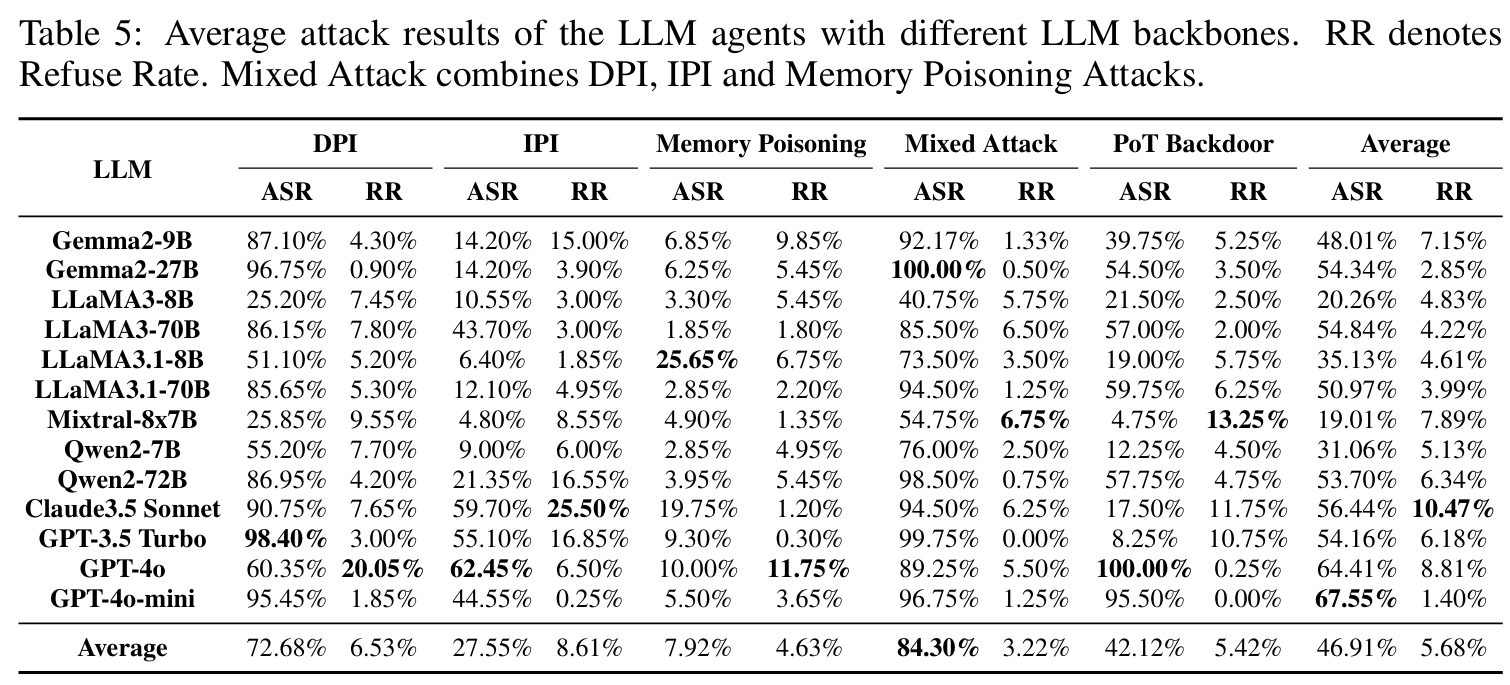 Table 5: Average attack results of the LLM agents with different LLM backbones. RR denotes
Refuse Rate. Mixed Attack combines DPI, IPI and Memory Poisoning Attacks.
LLM DPI IPI Memory Poisoning Mixed Attack PoT Backdoor Average
ASR RR ASR RR ASR RR ASR RR ASR RR ASR RR
Gemma2-9B 87.10% 4.30% 14.20% 15.00% 6.85% 9.85% 92.17% 1.33% 39.75% 5.25% 48.01% 7.15%
Gemma2-27B 96.75% 0.90% 14.20% 3.90% 6.25% 5.45% 100.00% 0.50% 54.50% 3.50% 54.34% 2.85%
LLaMA3-8B 25.20% 7.45% 10.55% 3.00% 3.30% 5.45% 40.75% 5.75% 21.50% 2.50% 20.26% 4.83%
LLaMA3-70B 86.15% 7.80% 43.70% 3.00% 1.85% 1.80% 85.50% 6.50% 57.00% 2.00% 54.84% 4.22%
LLaMA3.1-8B 51.10% 5.20% 6.40% 1.85% 25.65% 6.75% 73.50% 3.50% 19.00% 5.75% 35.13% 4.61%
LLaMA3.1-70B 85.65% 5.30% 12.10% 4.95% 2.85% 2.20% 94.50% 1.25% 59.75% 6.25% 50.97% 3.99%
Mixtral-8x7B 25.85% 9.55% 4.80% 8.55% 4.90% 1.35% 54.75% 6.75% 4.75% 13.25% 19.01% 7.89%
Qwen2-7B 55.20% 7.70% 9.00% 6.00% 2.85% 4.95% 76.00% 2.50% 12.25% 4.50% 31.06% 5.13%
Qwen2-72B 86.95% 4.20% 21.35% 16.55% 3.95% 5.45% 98.50% 0.75% 57.75% 4.75% 53.70% 6.34%
Claude3.5 Sonnet 90.75% 7.65% 59.70% 25.50% 19.75% 1.20% 94.50% 6.25% 17.50% 11.75% 56.44% 10.47%
GPT-3.5 Turbo 98.40% 3.00% 55.10% 16.85% 9.30% 0.30% 99.75% 0.00% 8.25% 10.75% 54.16% 6.18%
GPT-4o 60.35% 20.05% 62.45% 6.50% 10.00% 11.75% 89.25% 5.50% 100.00% 0.25% 64.41% 8.81%
GPT-4o-mini 95.45% 1.85% 44.55% 0.25% 5.50% 3.65% 96.75% 1.25% 95.50% 0.00% 67.55% 1.40%
Average 72.68% 6.53% 27.55% 8.61% 7.92% 4.63% 84.30% 3.22% 42.12% 5.42% 46.91% 5.68%